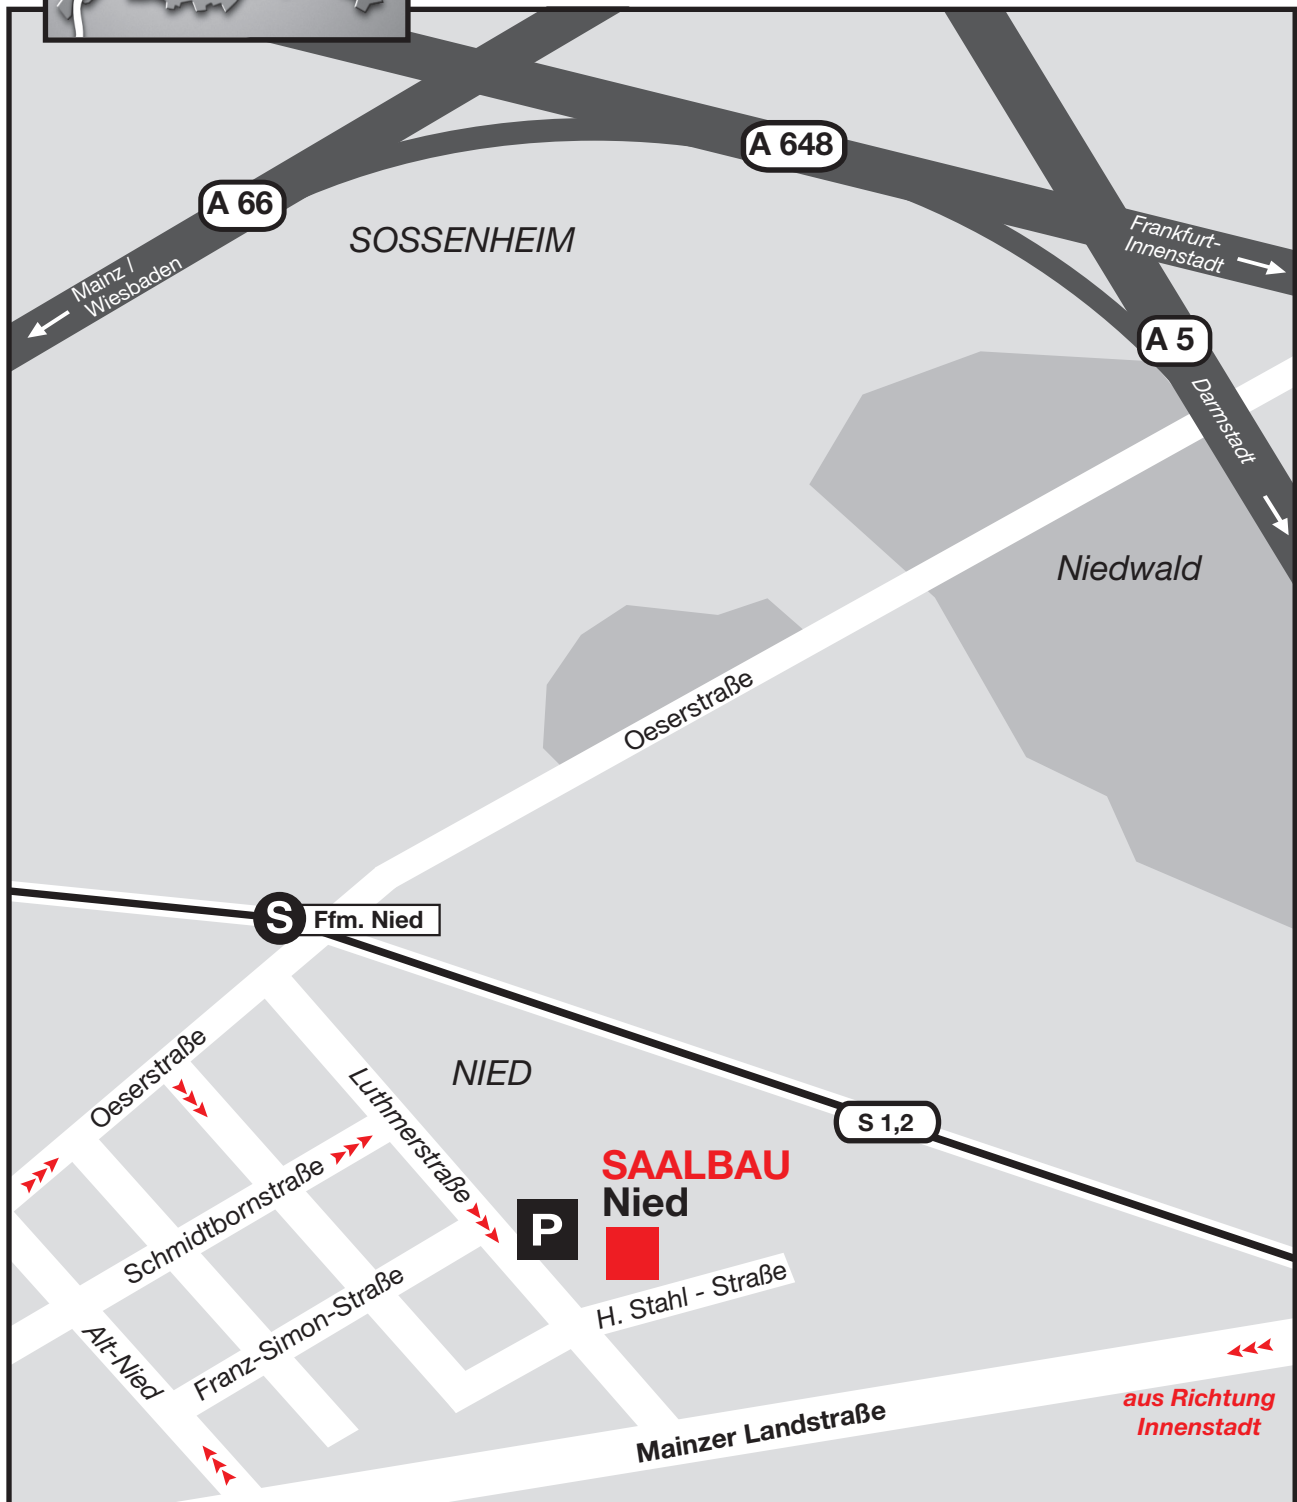 A 648
A 66
SOSSENHEIM
Frankfurt-
Innenstadt
Mainz /
Wiesbaden
A 5
Darmstadt
Niedwald
Oeserstraße
S
Ffm. Nied
Oeserstraße
NIED
Luthmerstraße
S 1,2
SAALBAU
Nied
P
Schmidtbornstraße
H. Stahl - Straße
Franz-Simon-Straße
Alt-Nied
Mainzer Landstraße
aus Richtung
Innenstadt